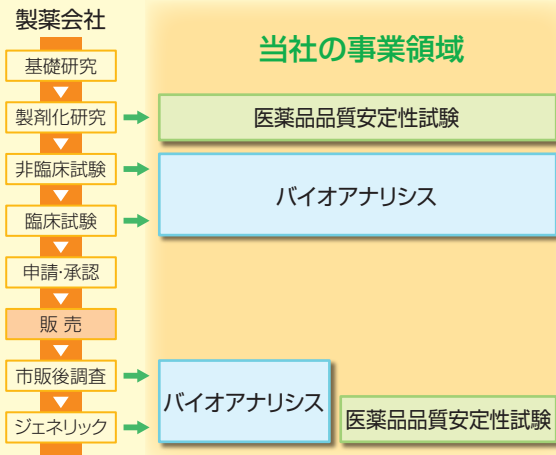 製薬会社
当社の事業領域
基礎研究
製剤化研究
医薬品品質安定性試験
非臨床試験
バイオアナリシス
臨床試験
申請・承認
販売
市販後調査
バイオアナリシス
医薬品品質安定性試験
ジェネリック